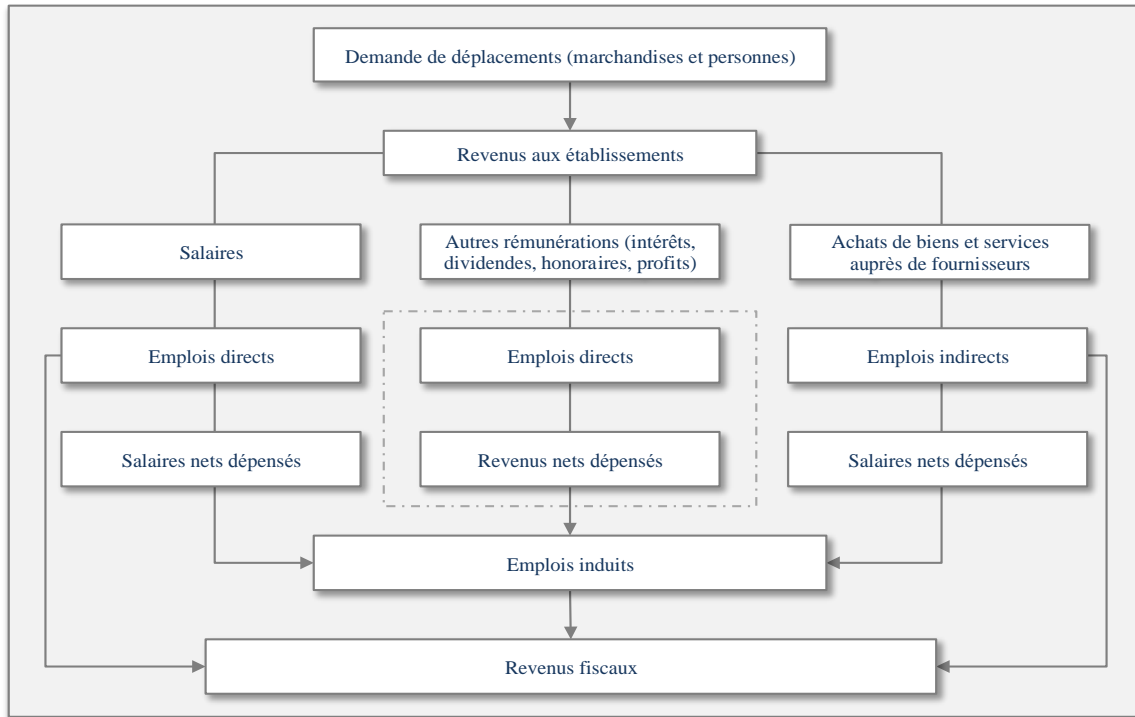 Demande de déplacements (marchandises et personnes)
Revenus aux établissements
Salaires
Autres rémunérations (intérêts,
dividendes, honoraires, profits)
Achats de biens et services
auprès de fournisseurs
Emplois directs
Emplois directs
Emplois indirects
Salaires nets dépensés
Revenus nets dépensés
Salaires nets dépensés
Emplois induits
Revenus fiscaux